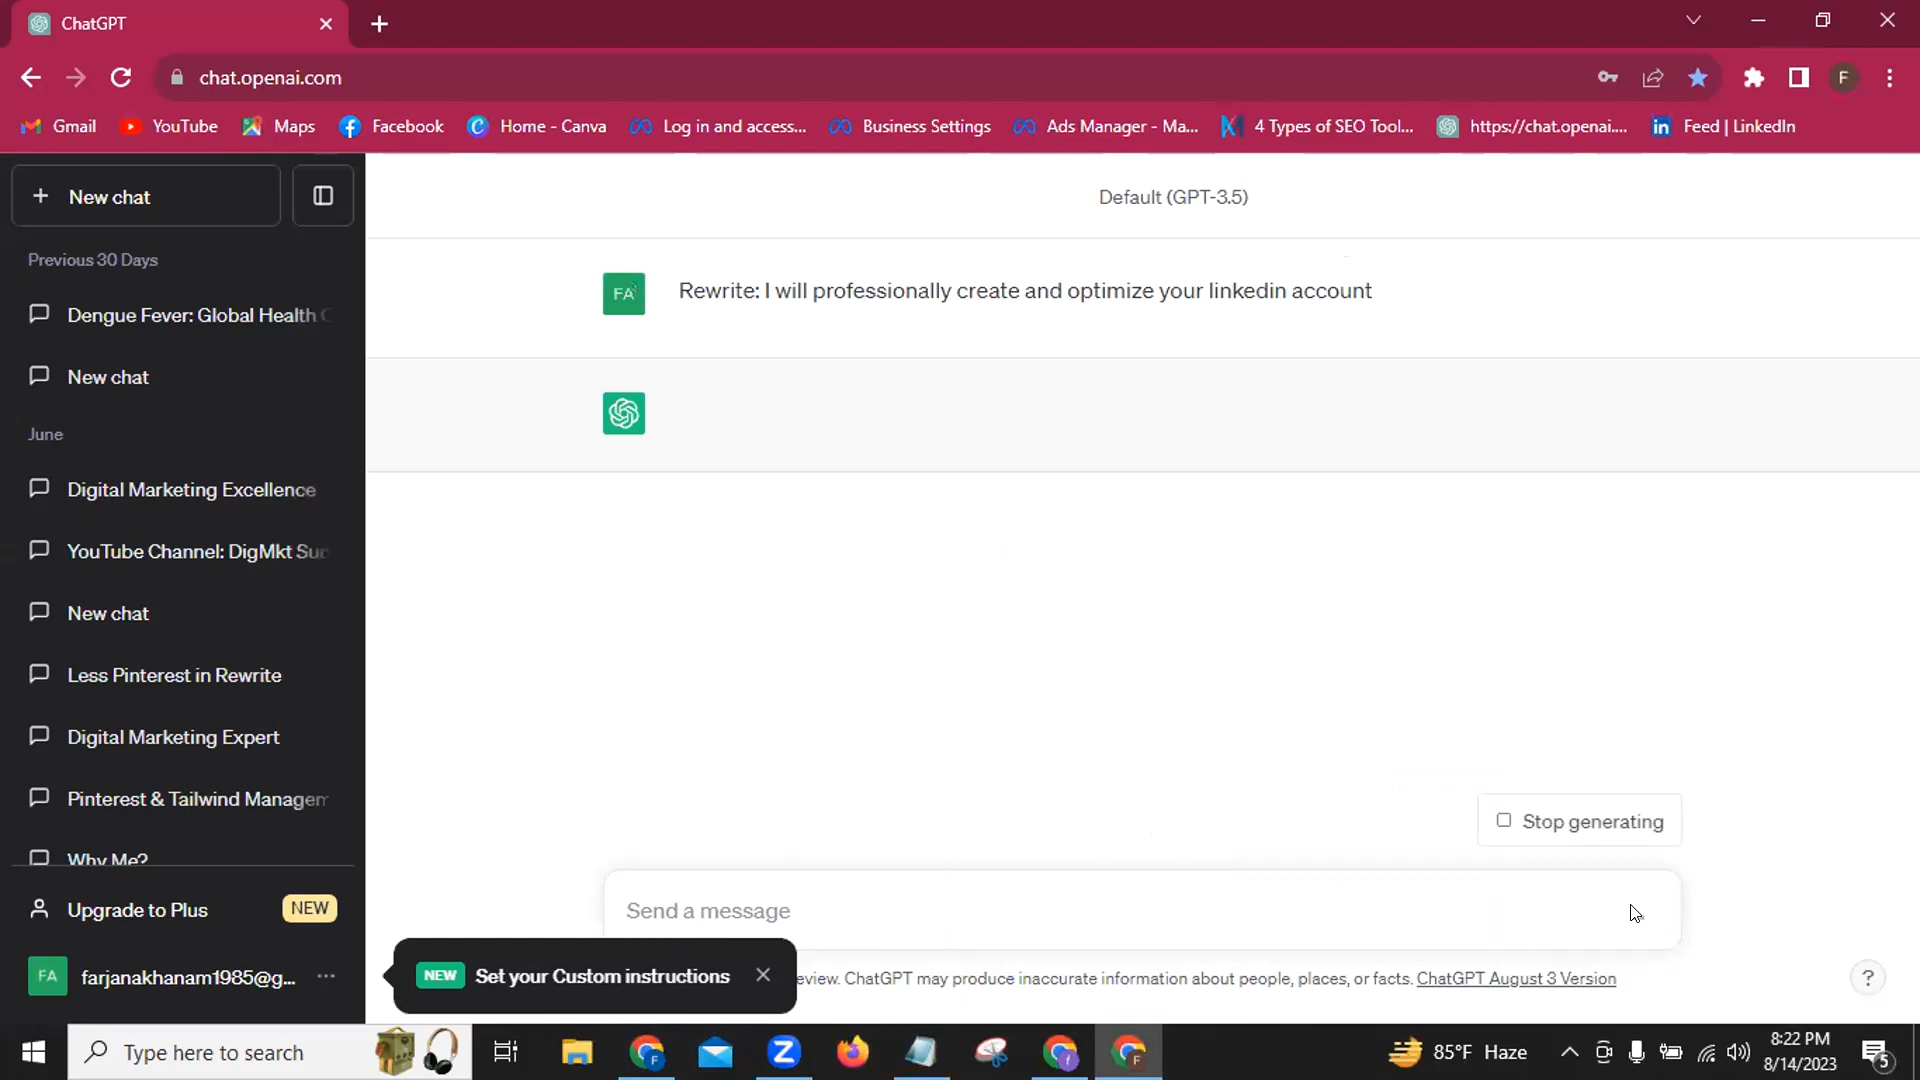 ChatGPT
chat.openai.com
F
Gmail
YouTube
Maps
Facebook
Home - Canva
Log in and access...
Business Settings
Ads Manager - Ma...
4 Types of SEO Tool...
https://chat.openai....
Feed | LinkedIn
New chat
Default (GPT-3.5)
Previous 30 Days
Dengue Fever: Global Health C
New chat
June
Digital Marketing Excellence
YouTube Channel: DigMkt Sur
New chat
Less Pinterest in Rewrite
Digital Marketing Expert
Pinterest & Tailwind Managem
Why Me?
FA
Rewrite: I will professionally create and optimize your linkedin account
Stop generating
Send a message
Upgrade to Plus
NEW
FA
farjanakhanam1985@g...
NEW
Set your Custom instructions
eview. ChatGPT may produce inaccurate information about people, places, or facts. ChatGPT August 3 Version
?
Type here to search
85°F Haze
8:22 PM
8/14/2023
5